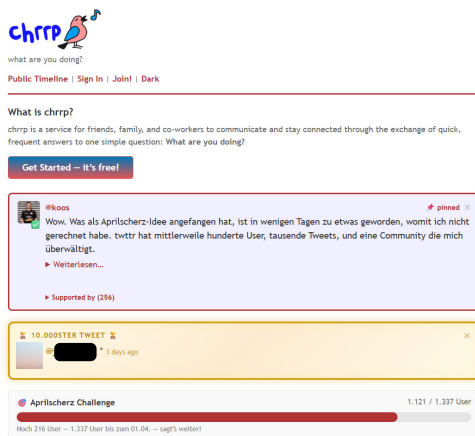 chrrp
what are you doing?
Public Timeline | Sign In | Join! | Dark
What is chrrp?
chrrp is a service for friends, family, and co-workers to communicate and stay connected through the exchange of quick,
frequent answers to one simple question: What are you doing?
Get Started — it's free!
@koos
pinned ×
Wow. Was als Aprilscherz-Idee angefangen hat, ist in wenigen Tagen zu etwas geworden, womit ich nicht
gerechnet habe. twttr hat mittlerweile hunderte User, tausende Tweets, und eine Community die mich
überwältigt.
▶ Weiterlesen...
▶ Supported by (256)
10.000STER TWEET
×
@
* 3 days ago
Aprilscherz Challenge
1.121 / 1.337 User
Noch 216 User — 1.337 User bis zum 01.04. — sagt's weiter!